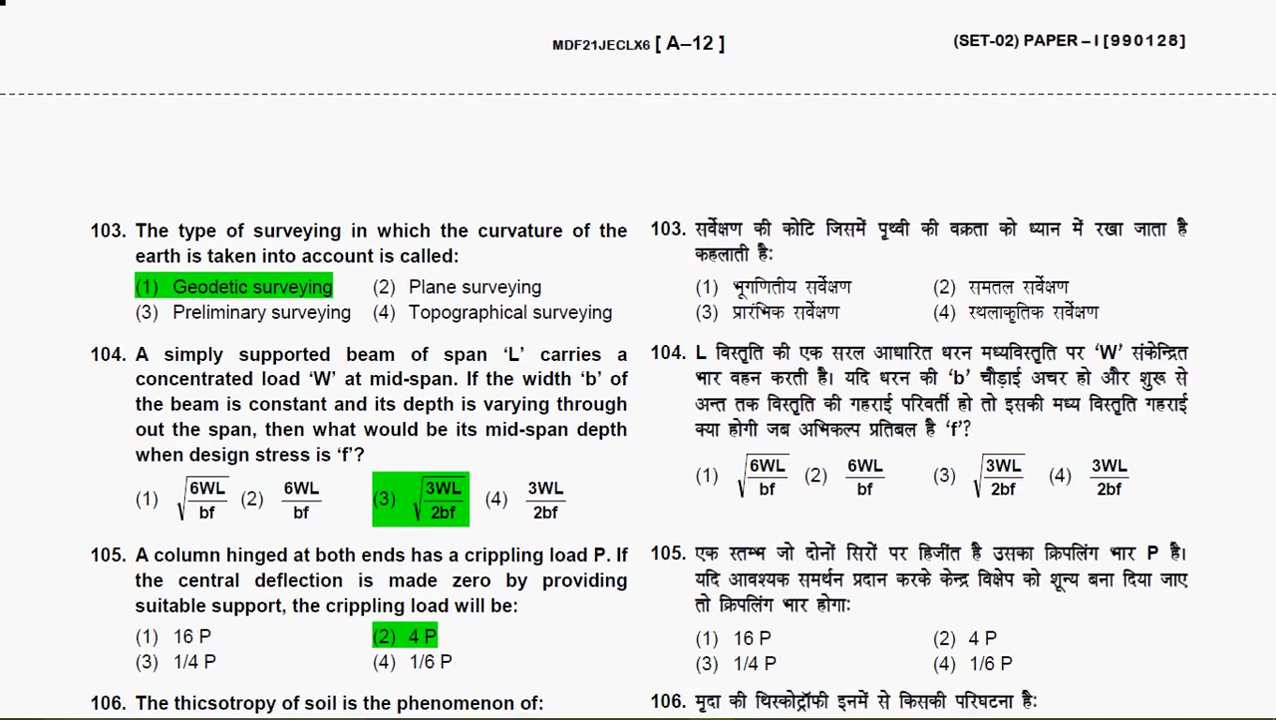 MDF21JECLX6 [ A–12 ]
(SET-02) PAPER – I [990128]
103. The type of surveying in which the curvature of the
earth is taken into account is called:
(1) Geodetic surveying (2) Plane surveying
(3) Preliminary surveying (4) Topographical surveying
104. A simply supported beam of span ‘L’ carries a
concentrated load ‘W’ at mid-span. If the width ‘b’ of
the beam is constant and its depth is varying through
out the span, then what would be its mid-span depth
when design stress is ‘f’?
(1) √(6WL/bf) (2) 6WL/bf (3) √(3WL/2bf) (4) 3WL/2bf
105. A column hinged at both ends has a crippling load P. If
the central deflection is made zero by providing
suitable support, the crippling load will be:
(1) 16 P (2) 4 P
(3) 1/4 P (4) 1/6 P
106. The thicsotropy of soil is the phenomenon of:
103. सर्वेक्षण की कोटि जिसमें पृथ्वी की वक्रता को ध्यान में रखा जाता है
कहलाती है:
(1) भूगणितीय सर्वेक्षण (2) समतल सर्वेक्षण
(3) प्रारंभिक सर्वेक्षण (4) स्थलाकृतिक सर्वेक्षण
104. L विस्तृति की एक सरल आधारित धरन मध्यविस्तृति पर ‘W’ संकेन्द्रित
भार वहन करती है। यदि धरन की ‘b’ चौड़ाई अचर हो और शुरू से
अन्त तक विस्तृति की गहराई परिवर्ती हो तो इसकी मध्य विस्तृति गहराई
क्या होगी जब अभिकल्प प्रतिबल है ‘f’?
(1) √(6WL/bf) (2) 6WL/bf (3) √(3WL/2bf) (4) 3WL/2bf
105. एक स्तम्भ जो दोनों सिरों पर हिजींत है उसका क्रिपलिंग भार P है।
यदि आवश्यक समर्थन प्रदान करके केन्द्र विक्षेप को शून्य बना दिया जाए
तो क्रिपलिंग भार होगाः
(1) 16 P (2) 4 P
(3) 1/4 P (4) 1/6 P
106. मृदा की थिस्कोट्रॉफी इनमें से किसकी परिघटना है: